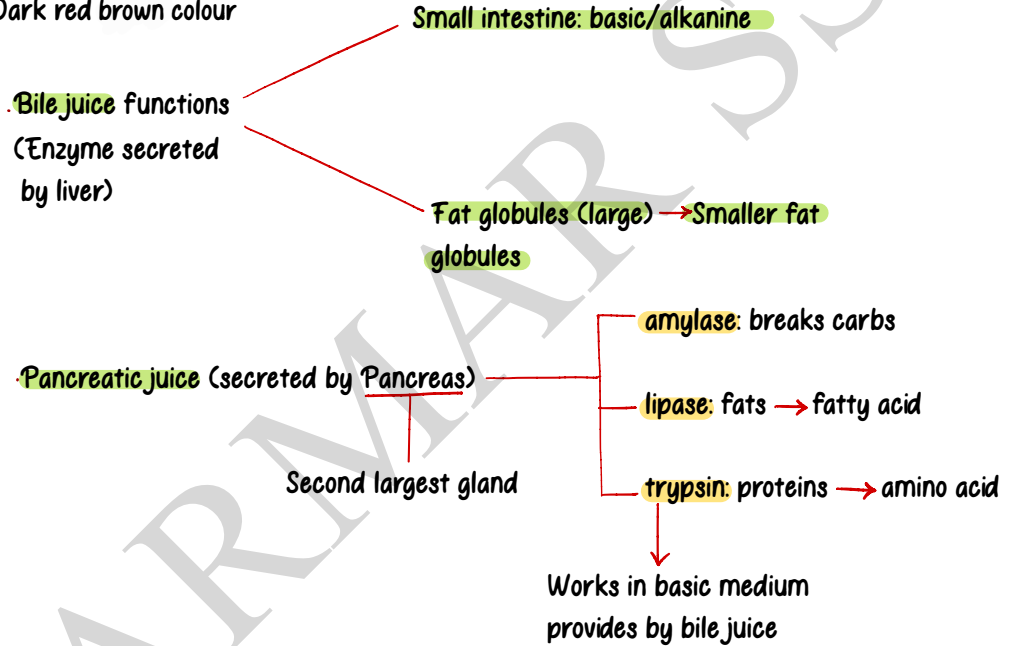 Dark red brown colour
Small intestine: basic/alkanine
Bile juice functions
(Enzyme secreted
by liver)
Fat globules (large) → Smaller fat
globules
amylase: breaks carbs
Pancreatic juice (secreted by Pancreas)
lipase: fats → fatty acid
Second largest gland
trypsin: proteins → amino acid
Works in basic medium
provides by bile juice
ARMAR SS